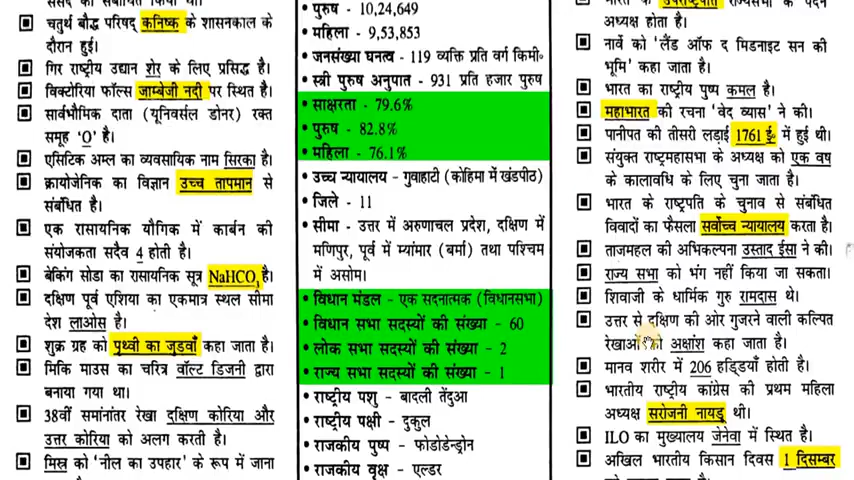 चतुर्थ बौद्ध परिषद् कनिष्क के शासनकाल के
दौरान हुई।
गिर राष्ट्रीय उद्यान शेर के लिए प्रसिद्ध है।
विक्टोरिया फॉल्स जाम्बेजी नदी पर स्थित है।
सार्वभौमिक दाता (यूनिवर्सल डोनर) रक्त
समूह 'O' है।
एसिटिक अम्ल का व्यवसायिक नाम सिरका है।
क्रायोजेनिक का विज्ञान उच्च तापमान से
संबंधित है।
एक रासायनिक यौगिक में कार्बन की
संयोजकता सदैव 4 होती है।
बेकिंग सोडा का रासायनिक सूत्र NaHCO₃ है।
दक्षिण पूर्व एशिया का एकमात्र स्थल सीमा
देश लाओस है।
शुक्र ग्रह को पृथ्वी का जुड़वाँ कहा जाता है।
मिकि माउस का चरित्र वॉल्ट डिजनी द्वारा
बनाया गया था।
38वीं समानांतर रेखा दक्षिण कोरिया और
उत्तर कोरिया को अलग करती है।
मिस्र को 'नील का उपहार' के रूप में जाना
• पुरुष - 10,24,649
• महिला - 9,53,853
• जनसंख्या घनत्व - 119 व्यक्ति प्रति वर्ग किमी॰
• स्त्री पुरुष अनुपात - 931 प्रति हजार पुरुष
• साक्षरता - 79.6%
• पुरुष - 82.8%
• महिला - 76.1%
• उच्च न्यायालय - गुवाहाटी (कोहिमा में खंडपीठ)
• जिले - 11
• सीमा - उत्तर में अरुणाचल प्रदेश, दक्षिण में
मणिपुर, पूर्व में म्यांमार (बर्मा) तथा पश्चिम
में असोम।
• विधान मंडल - एक सदनात्मक (विधानसभा)
• विधान सभा सदस्यों की संख्या - 60
• लोक सभा सदस्यों की संख्या - 2
• राज्य सभा सदस्यों की संख्या - 1
• राष्ट्रीय पशु - बादली तेंदुआ
• राष्ट्रीय पक्षी - दुकुल
• राजकीय पुष्प - फोडोडेन्ड्रोन
• राजकीय वृक्ष - एल्डर
भारत के उपराष्ट्रपति राज्यसभा के पदेन
अध्यक्ष होता है।
नार्वे को 'लैंड ऑफ द मिडनाइट सन की
भूमि' कहा जाता है।
भारत का राष्ट्रीय पुष्प कमल है।
महाभारत की रचना 'वेद व्यास' ने की।
पानीपत की तीसरी लड़ाई 1761 ई॰ में हुई थी।
संयुक्त राष्ट्रमहासभा के अध्यक्ष को एक वर्ष
के कालावधि के लिए चुना जाता है।
भारत के राष्ट्रपति के चुनाव से संबंधित
विवादों का फैसला सर्वोच्च न्यायालय करता है।
ताजमहल की अभिकल्पना उस्ताद ईसा ने की।
राज्य सभा को भंग नहीं किया जा सकता।
शिवाजी के धार्मिक गुरु रामदास थे।
उत्तर से दक्षिण की ओर गुजरने वाली कल्पित
रेखाओं को अक्षांश कहा जाता है।
मानव शरीर में 206 हड्डियाँ होती है।
भारतीय राष्ट्रीय कांग्रेस की प्रथम महिला
अध्यक्ष सरोजनी नायडू थी।
ILO का मुख्यालय जेनेवा में स्थित है।
अखिल भारतीय किसान दिवस 1 दिसम्बर